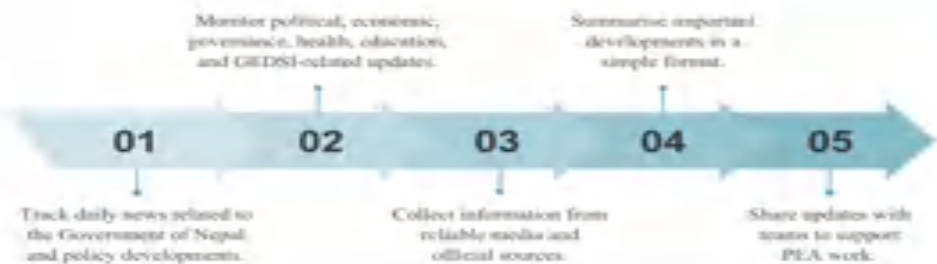 Monitor political, economic,
governance, health, education,
and GEDSI-related updates.
Summarise important
developments in a
simple format.
01
02
03
04
05
Track daily news related to
the Government of Nepal
and policy developments.
Collect information from
reliable media and
official sources.
Share updates with
teams to support
PEA work.